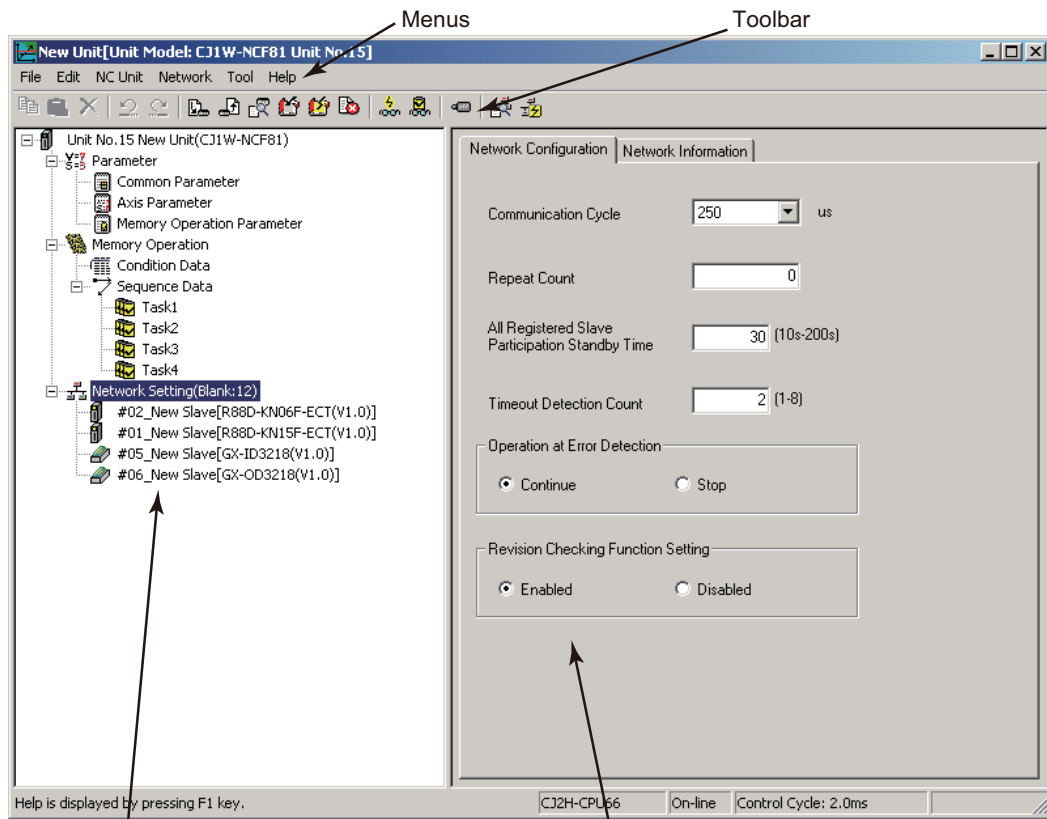 Menus
Toolbar
New Unit[Unit Model: CJ1W-NCF81 Unit No.15]
File Edit NC Unit Network Tool Help
Unit No.15 New Unit(CJ1W-NCF81)
Parameter
Common Parameter
Axis Parameter
Memory Operation Parameter
Memory Operation
Condition Data
Sequence Data
Task1
Task2
Task3
Task4
Network Setting(Blank:12)
#02_New Slave[R88D-KN06F-ECT(V1.0)]
#01_New Slave[R88D-KN15F-ECT(V1.0)]
#05_New Slave[GX-ID3218(V1.0)]
#06_New Slave[GX-OD3218(V1.0)]
Network Configuration Network Information
Communication Cycle 250 us
Repeat Count 0
All Registered Slave
Participation Standby Time 30 (10s-200s)
Timeout Detection Count 2 (1-8)
Operation at Error Detection
Continue Stop
Revision Checking Function Setting
Enabled Disabled
Help is displayed by pressing F1 key. CJ2H-CPU66 On-line Control Cycle: 2.0ms